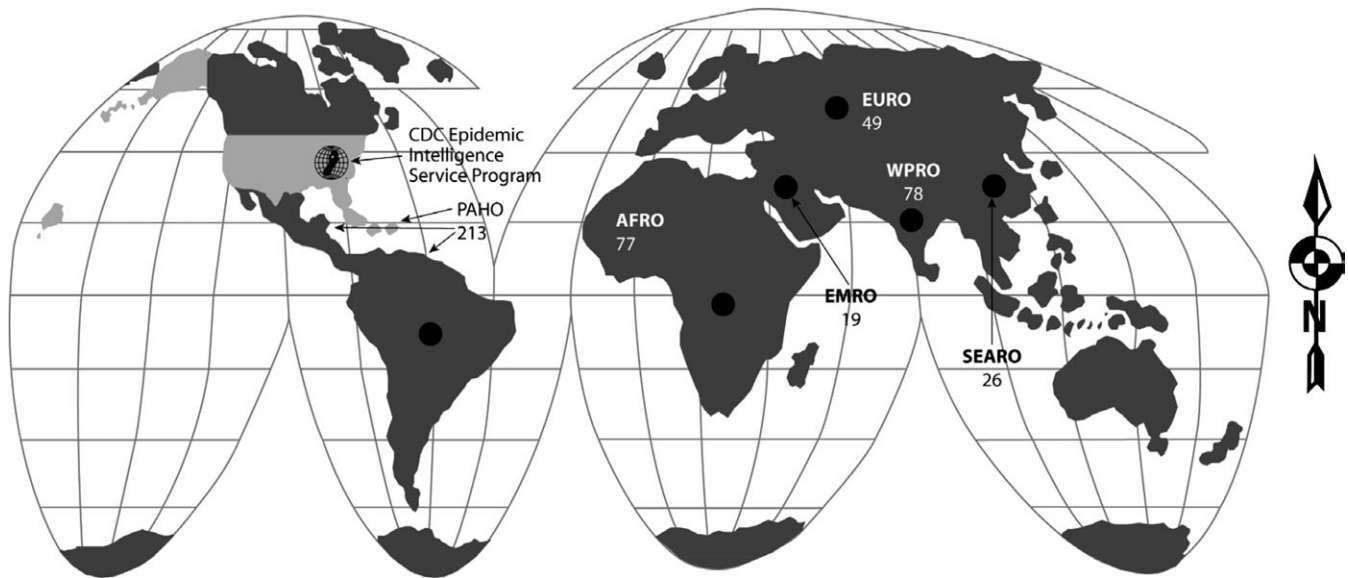 CDC Epidemic
Intelligence
Service Program
PAHO
213
EURO
49
WPRO
78
AFRO
77
EMRO
19
SEARO
26
N